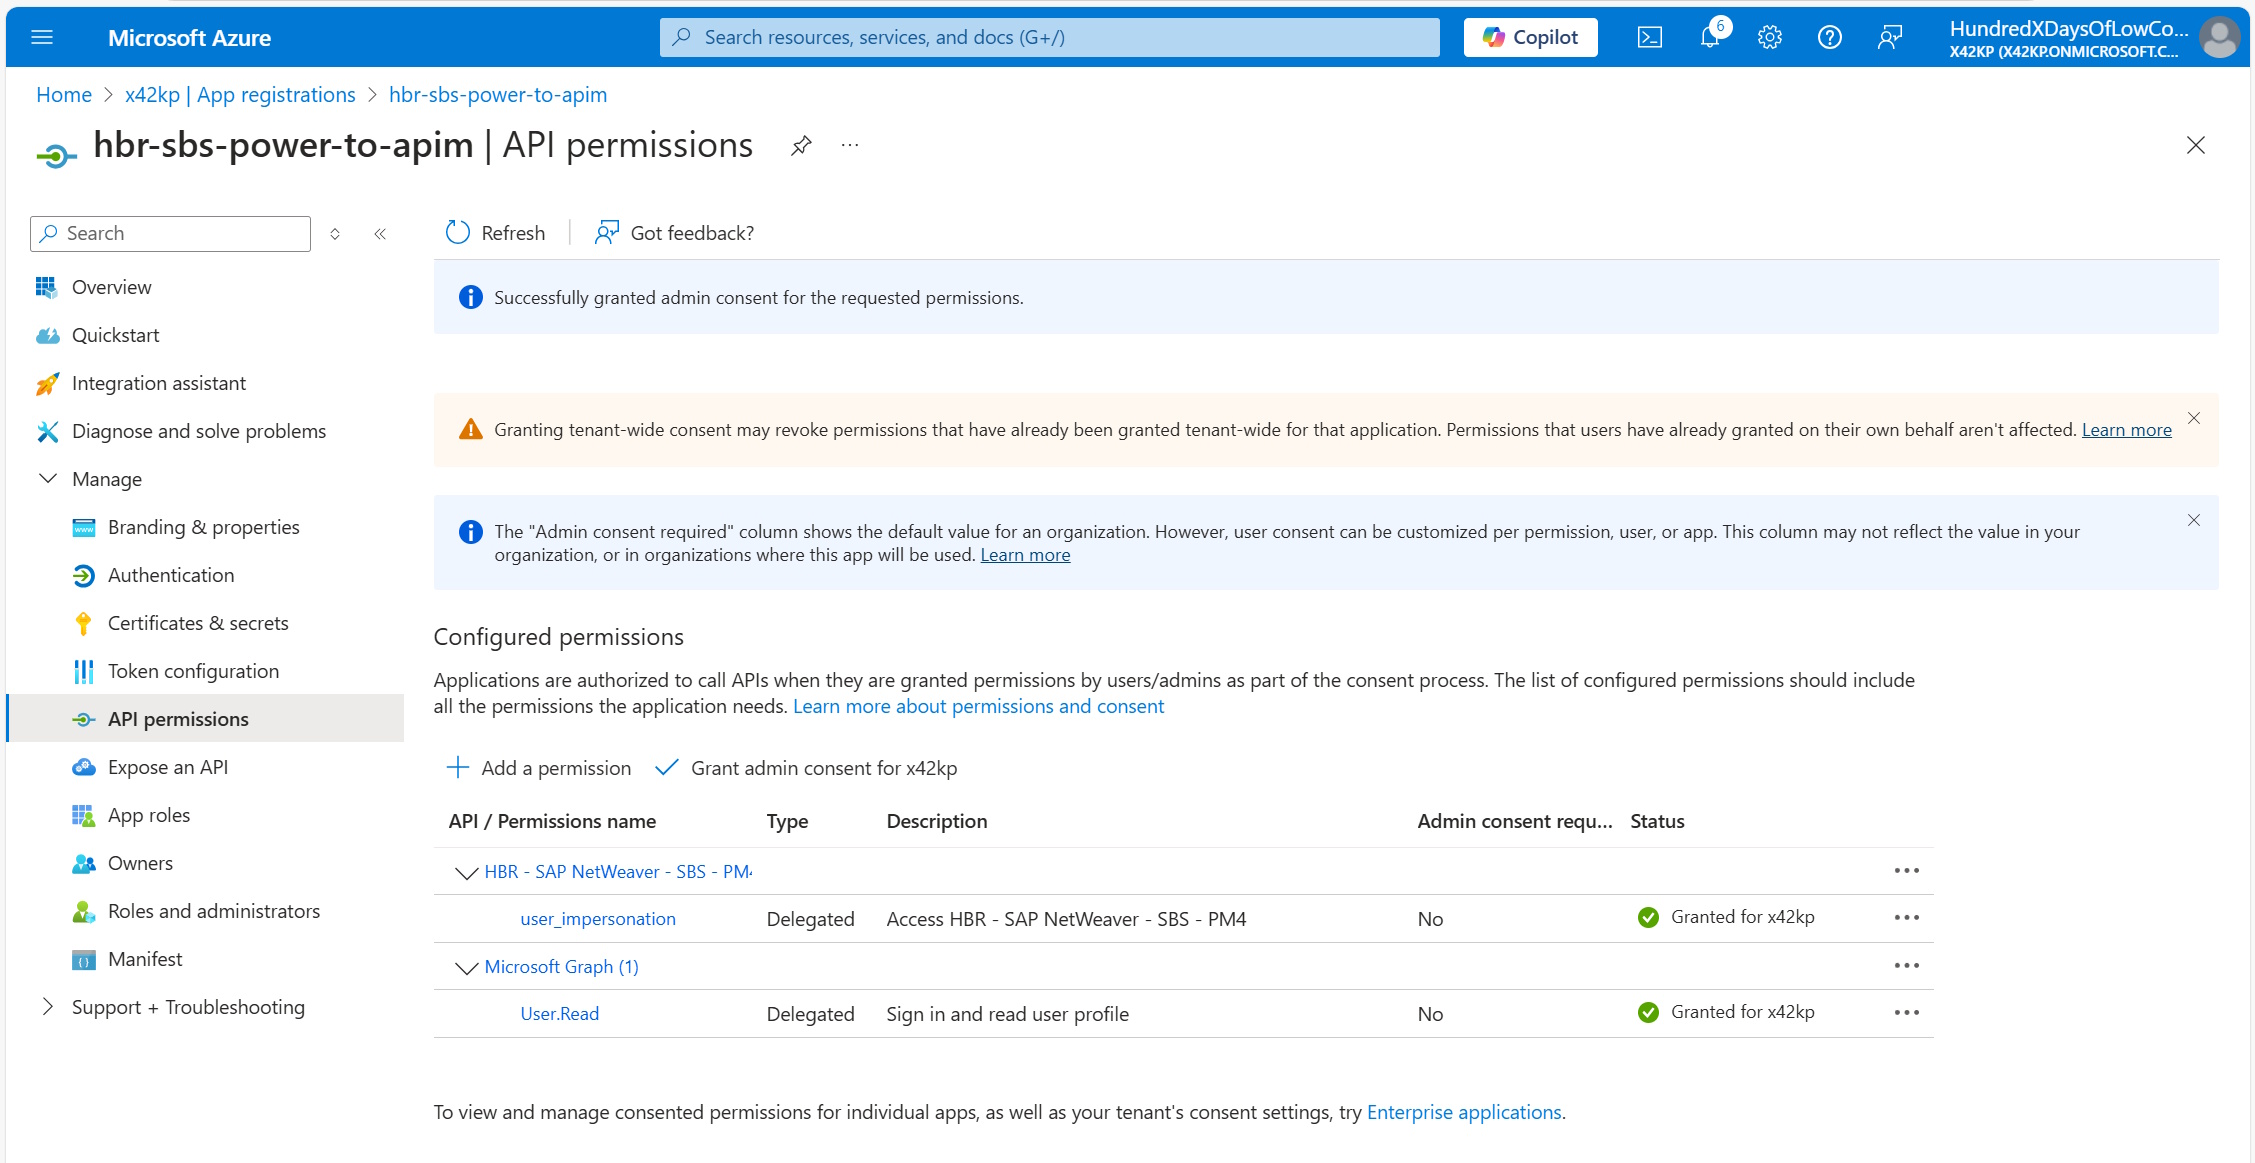 Microsoft Azure
Search resources, services, and docs (G+/)
Copilot
6
HundredXDaysOfLowCo...
X42KP (X42KP.ONMICROSOFT.C...
Home > x42kp | App registrations > hbr-sbs-power-to-apim
hbr-sbs-power-to-apim | API permissions
Search
Refresh
Got feedback?
Successfully granted admin consent for the requested permissions.
Granting tenant-wide consent may revoke permissions that have already been granted tenant-wide for that application. Permissions that users have already granted on their own behalf aren't affected. Learn more
The "Admin consent required" column shows the default value for an organization. However, user consent can be customized per permission, user, or app. This column may not reflect the value in your
organization, or in organizations where this app will be used. Learn more
Overview
Quickstart
Integration assistant
Diagnose and solve problems
Manage
Branding & properties
Authentication
Certificates & secrets
Token configuration
API permissions
Expose an API
App roles
Owners
Roles and administrators
Manifest
Support + Troubleshooting
Configured permissions
Applications are authorized to call APIs when they are granted permissions by users/admins as part of the consent process. The list of configured permissions should include
all the permissions the application needs. Learn more about permissions and consent
Add a permission
Grant admin consent for x42kp
API / Permissions name Type Description Admin consent requ... Status
HBR - SAP NetWeaver - SBS - PM4
user_impersonation Delegated Access HBR - SAP NetWeaver - SBS - PM4 No Granted for x42kp
Microsoft Graph (1)
User.Read Delegated Sign in and read user profile No Granted for x42kp
To view and manage consented permissions for individual apps, as well as your tenant's consent settings, try Enterprise applications.